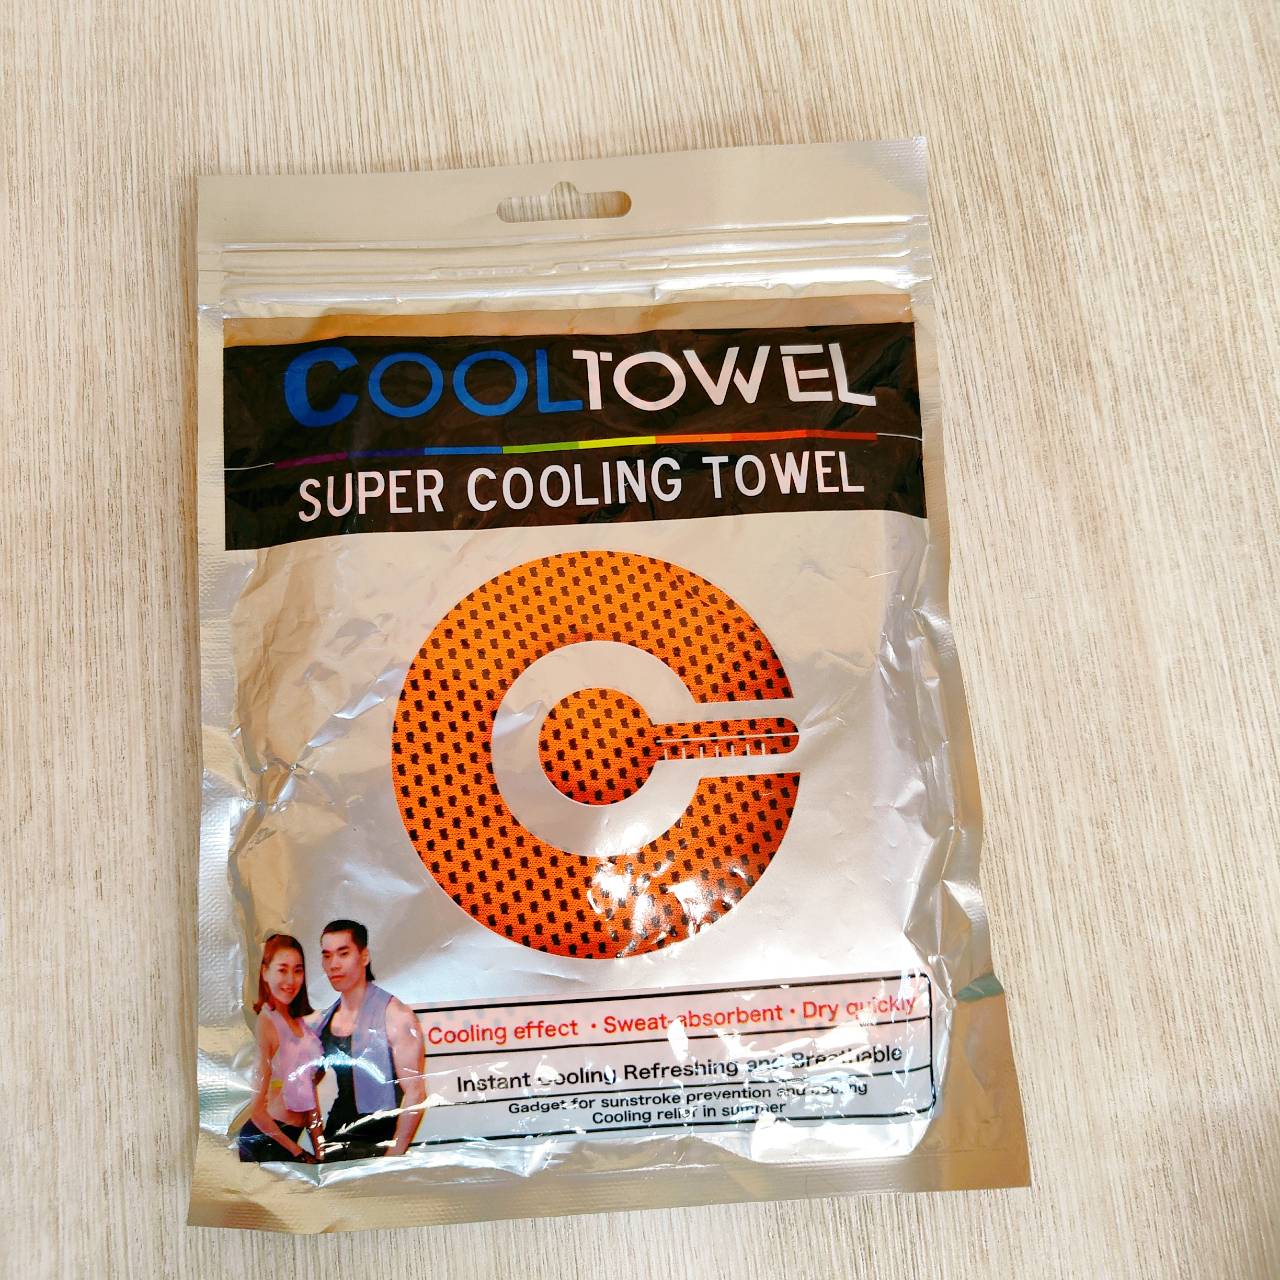 COOLTOWEL
SUPER COOLING TOWEL
Cooling effect · Sweat-absorbent · Dry quickly
Instant Cooling Refreshing and Breathable
Gadget for sunstroke prevention and cooling
Cooling relief in summer